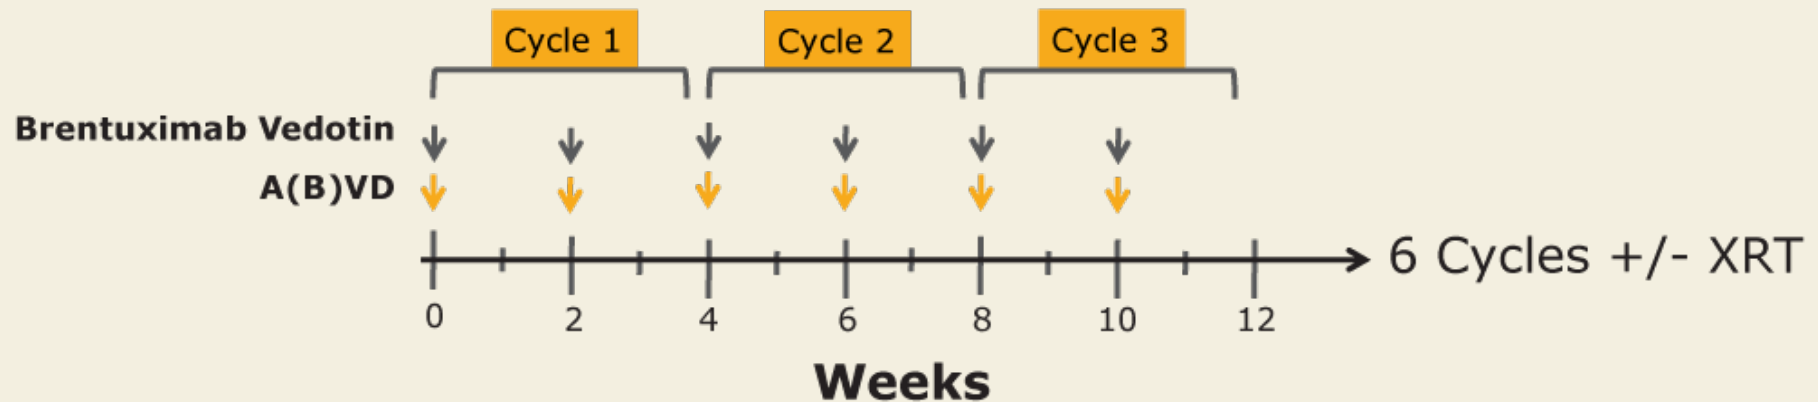 Cycle 1 Cycle 2 Cycle 3
Brentuximab Vedotin
A(B)VD
6 Cycles +/- XRT
0 2 4 6 8 10 12
Weeks